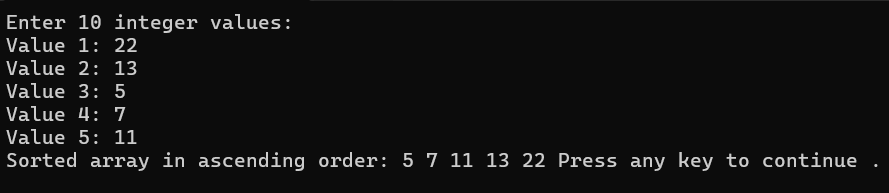 Enter 10 integer values:
Value 1: 22
Value 2: 13
Value 3: 5
Value 4: 7
Value 5: 11
Sorted array in ascending order: 5 7 11 13 22 Press any key to continue .